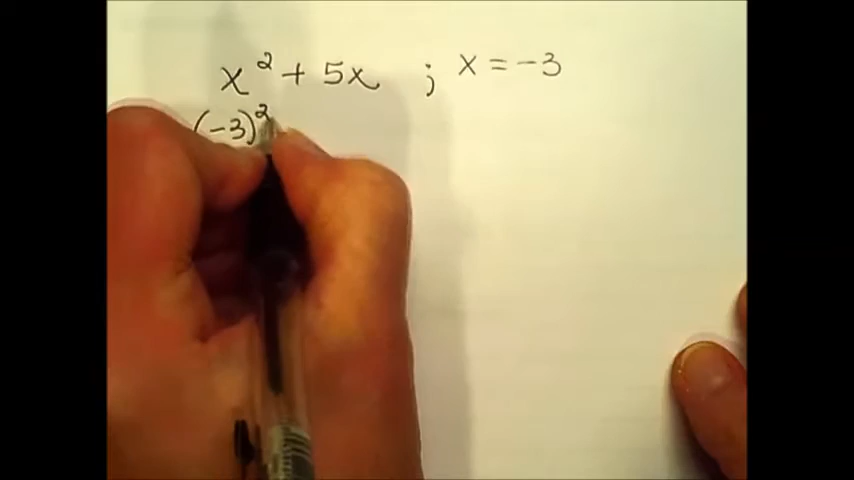 x² + 5x ; x = -3
(-3)²